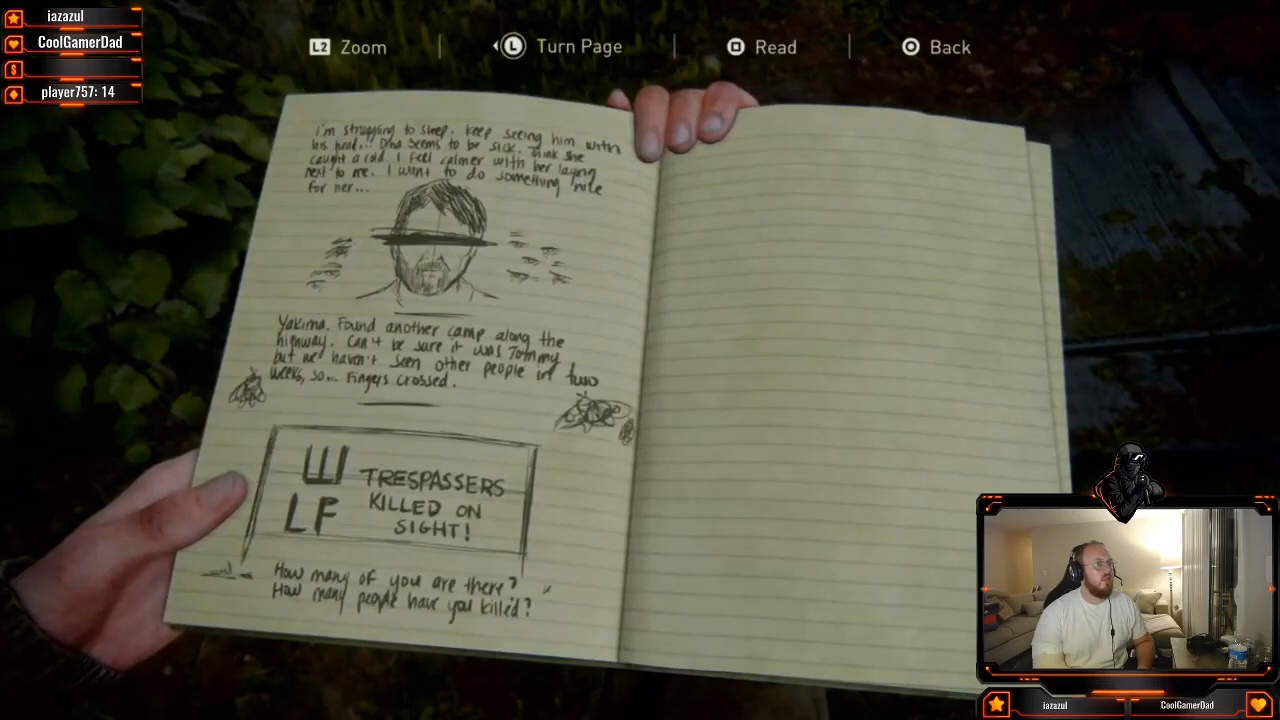 iazazul
CoolGamerDad
S
player757: 14
L2 Zoom
L Turn Page
Read
Back
I'm struggling to sleep. Keep seeing him with
his head... Dina seems to be sick. Think she
caught a cold. I feel calmer with her laying
next to me. I want to do something nice
for her...
Yakima. Found another camp along the
highway. Can't be sure it was Tommy
but we haven't seen other people in two
weeks, so... Fingers crossed.
W
LF
TRESPASSERS
KILLED ON
SIGHT!
How many of you are there?
How many people have you killed?
iazazul
CoolGamerDad